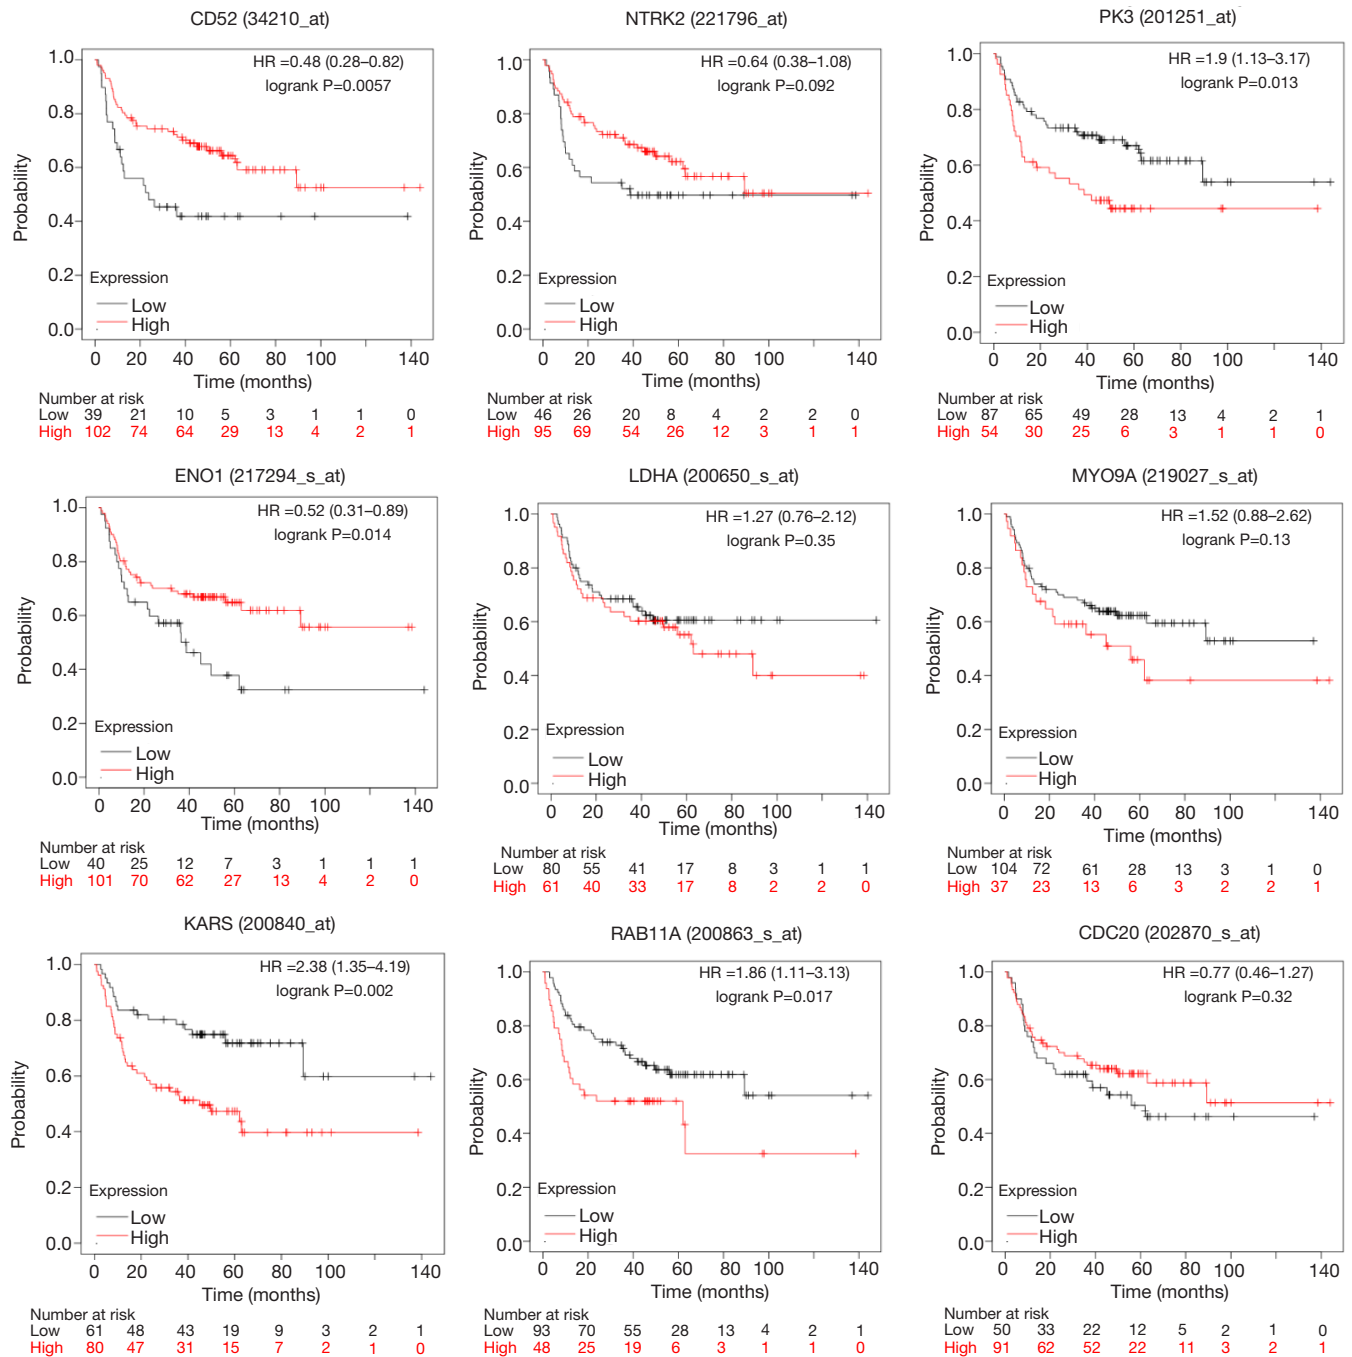 CD52 (34210_at)
HR =0.48 (0.28–0.82)
logrank P=0.0057
Probability
1.0
0.8
0.6
0.4
0.2
0.0
Expression
Low
High
0 20 40 60 80 100 140
Time (months)
Number at risk
Low 39 21 10 5 3 1 1 0
High 102 74 64 29 13 4 2 1
NTRK2 (221796_at)
HR =0.64 (0.38–1.08)
logrank P=0.092
Probability
1.0
0.8
0.6
0.4
0.2
0.0
Expression
Low
High
0 20 40 60 80 100 140
Time (months)
Number at risk
Low 46 26 20 8 4 2 2 0
High 95 69 54 26 12 3 1 1
PK3 (201251_at)
HR =1.9 (1.13–3.17)
logrank P=0.013
Probability
1.0
0.8
0.6
0.4
0.2
0.0
Expression
Low
High
0 20 40 60 80 100 140
Time (months)
Number at risk
Low 87 65 49 28 13 4 2 1
High 54 30 25 6 3 1 1 0
ENO1 (217294_s_at)
HR =0.52 (0.31–0.89)
logrank P=0.014
Probability
1.0
0.8
0.6
0.4
0.2
0.0
Expression
Low
High
0 20 40 60 80 100 140
Time (months)
Number at risk
Low 40 25 12 7 3 1 1 1
High 101 70 62 27 13 4 2 0
LDHA (200650_s_at)
HR =1.27 (0.76–2.12)
logrank P=0.35
Probability
1.0
0.8
0.6
0.4
0.2
0.0
Expression
Low
High
0 20 40 60 80 100 140
Time (months)
Number at risk
Low 80 55 41 17 8 3 1 1
High 61 40 33 17 8 2 2 0
MYO9A (219027_s_at)
HR =1.52 (0.88–2.62)
logrank P=0.13
Probability
1.0
0.8
0.6
0.4
0.2
0.0
Expression
Low
High
0 20 40 60 80 100 140
Time (months)
Number at risk
Low 104 72 61 28 13 3 1 0
High 37 23 13 6 3 2 2 1
KARS (200840_at)
HR =2.38 (1.35–4.19)
logrank P=0.002
Probability
1.0
0.8
0.6
0.4
0.2
0.0
Expression
Low
High
0 20 40 60 80 100 140
Time (months)
Number at risk
Low 61 48 43 19 9 3 2 1
High 80 47 31 15 7 2 1 0
RAB11A (200863_s_at)
HR =1.86 (1.11–3.13)
logrank P=0.017
Probability
1.0
0.8
0.6
0.4
0.2
0.0
Expression
Low
High
0 20 40 60 80 100 140
Time (months)
Number at risk
Low 93 70 55 28 13 4 2 1
High 48 25 19 6 3 1 1 0
CDC20 (202870_s_at)
HR =0.77 (0.46–1.27)
logrank P=0.32
Probability
1.0
0.8
0.6
0.4
0.2
0.0
Expression
Low
High
0 20 40 60 80 100 140
Time (months)
Number at risk
Low 50 33 22 12 5 2 1 0
High 91 62 52 22 11 3 2 1